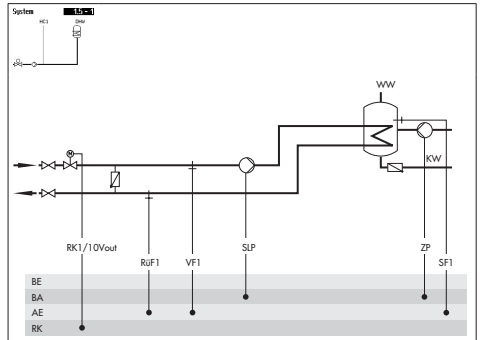 System 1.5 - 1
HC1 DHW
WW
M
KW
RK1/10Vout
RüF1
VF1
SLP
ZP
SF1
BE
BA
AE
RK